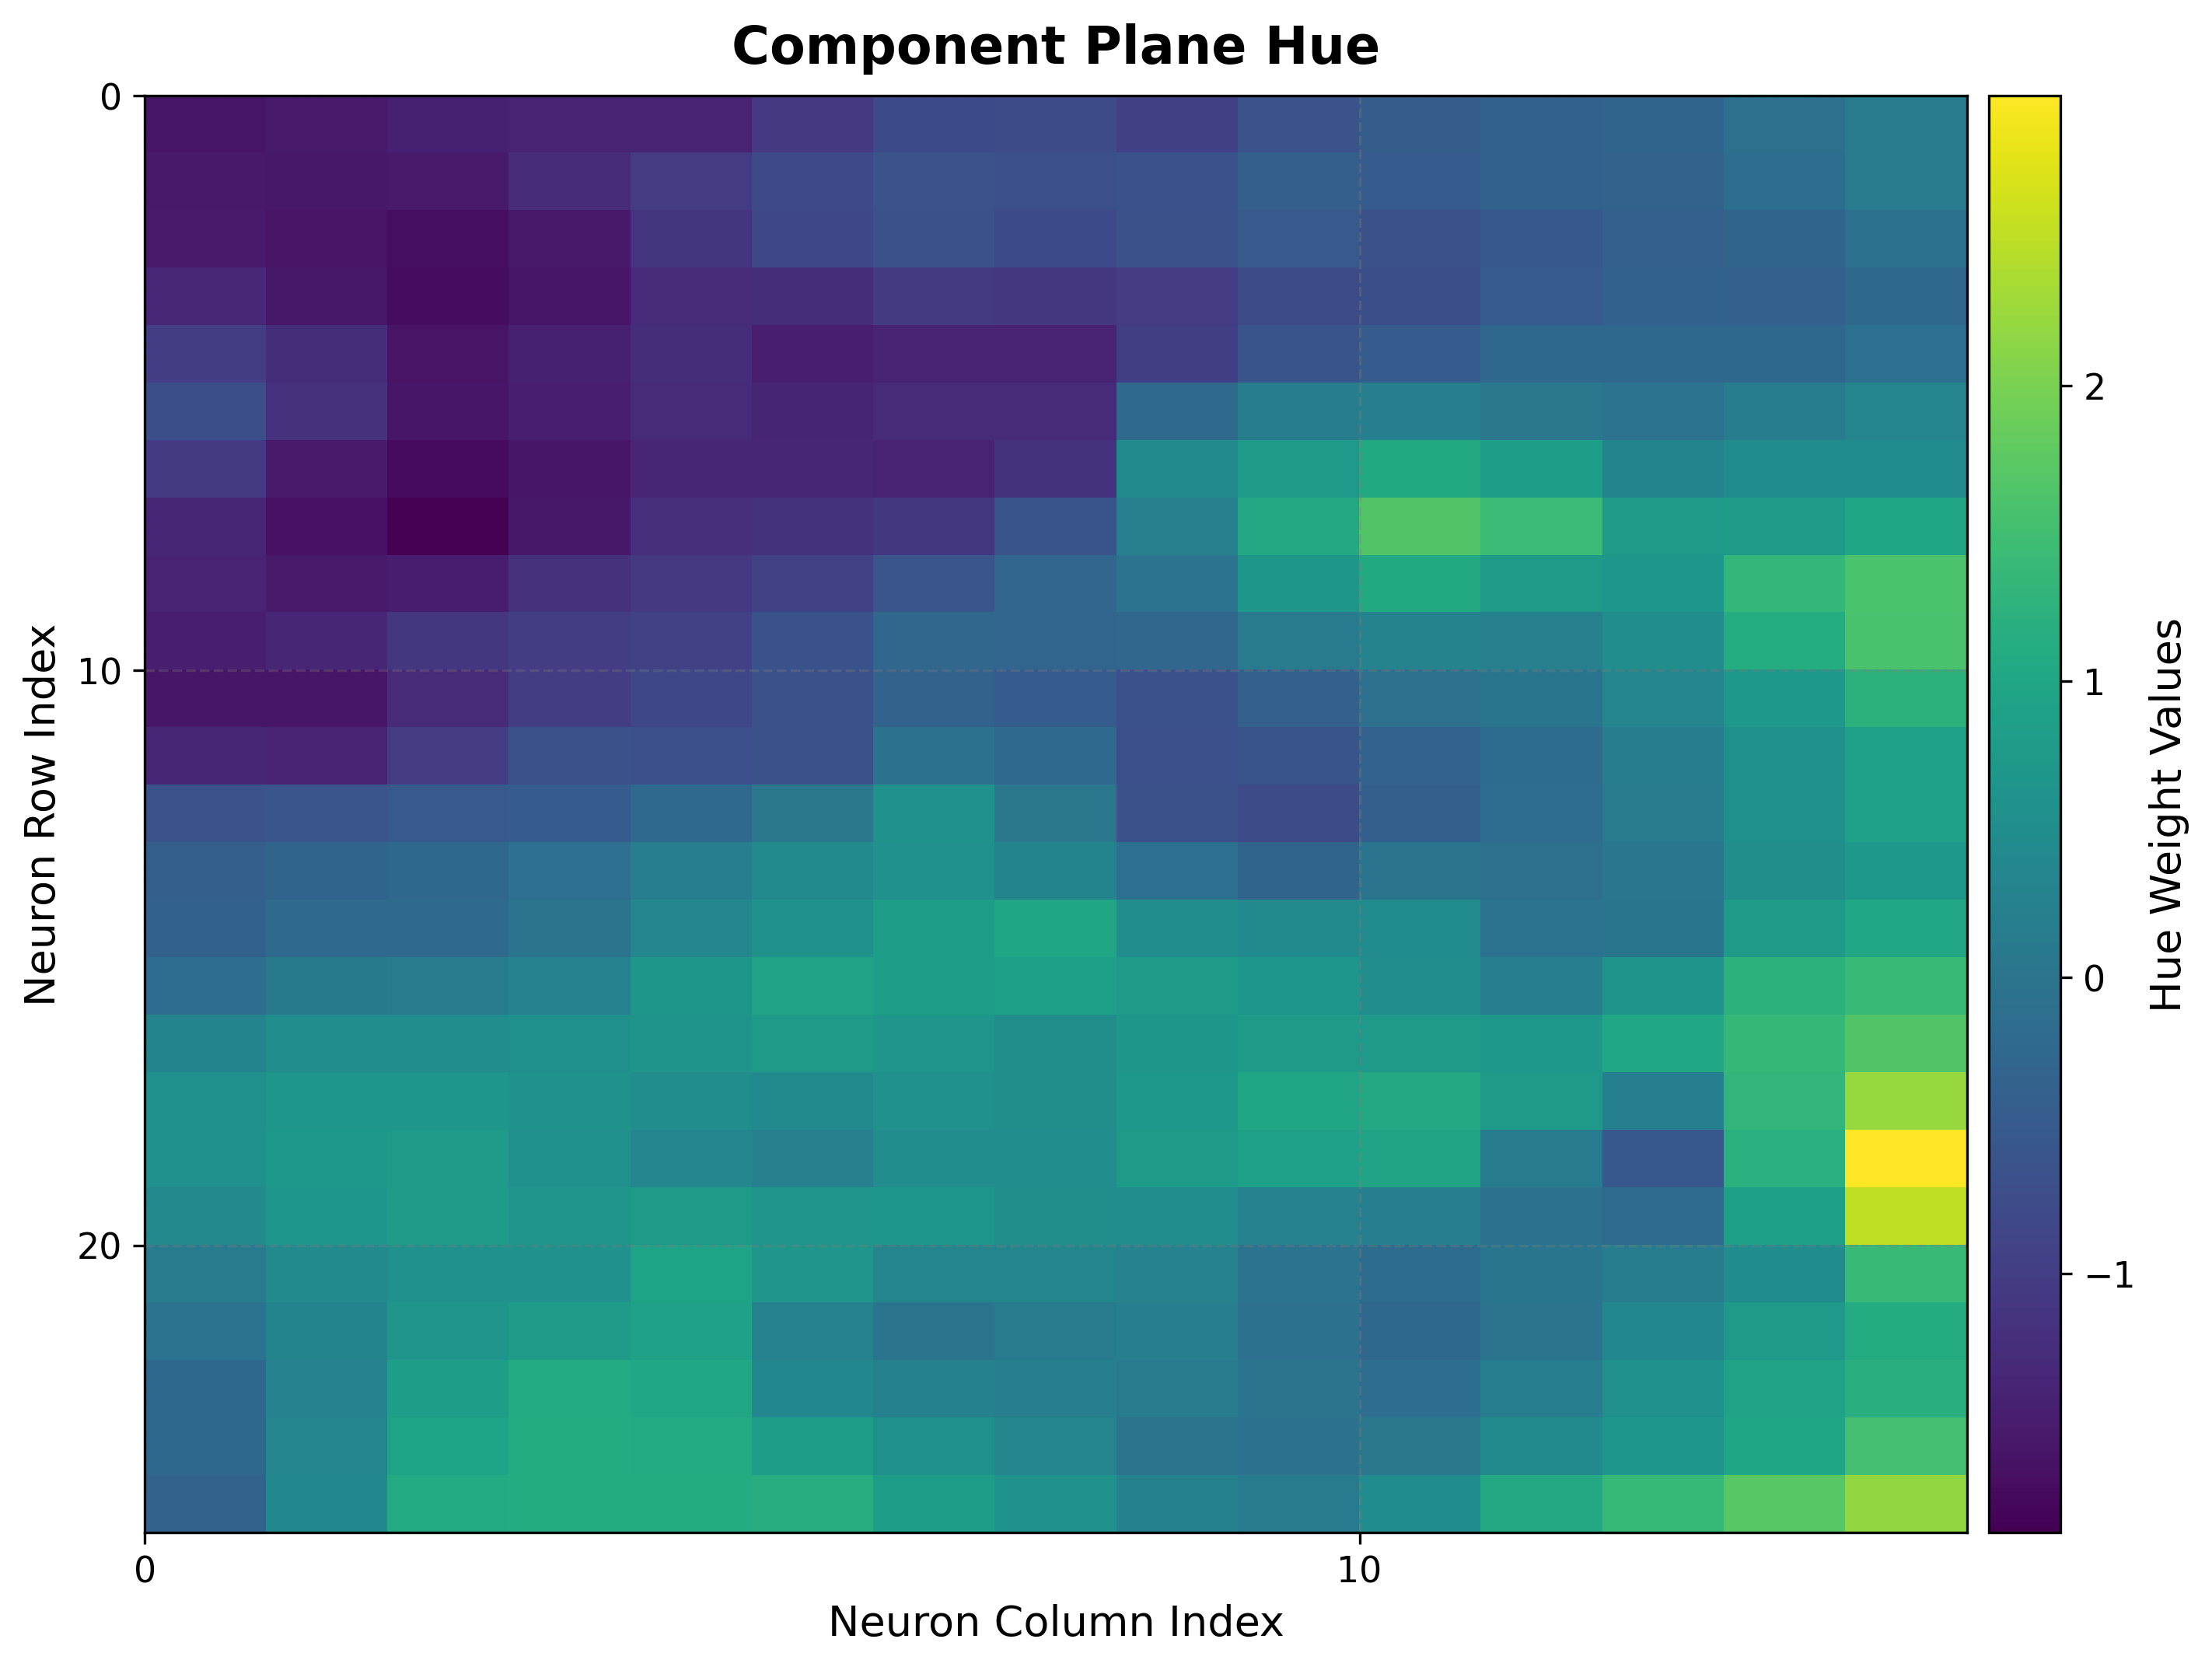 Component Plane Hue
0
10
20
Neuron Row Index
0
10
Neuron Column Index
2
1
0
−1
Hue Weight Values